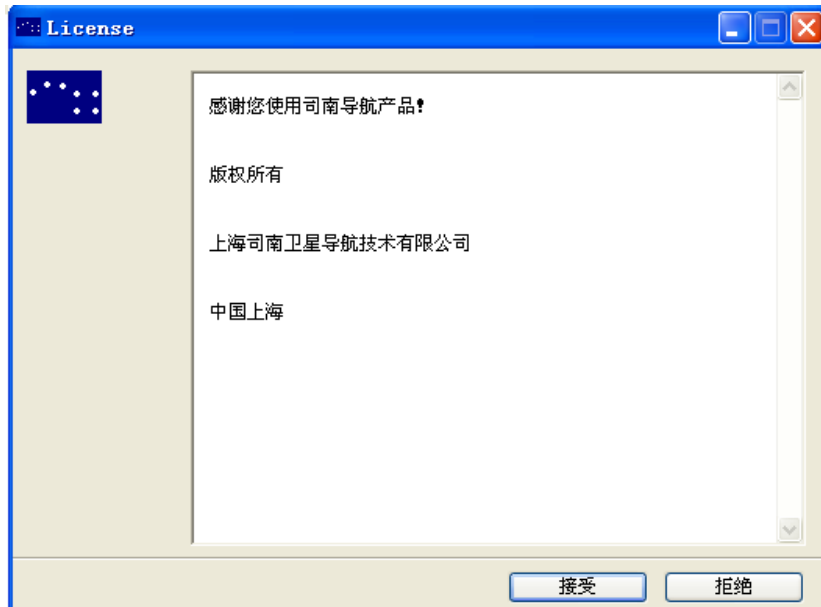 License
感谢您使用司南导航产品!
版权所有
上海司南卫星导航技术有限公司
中国上海
接受 拒绝